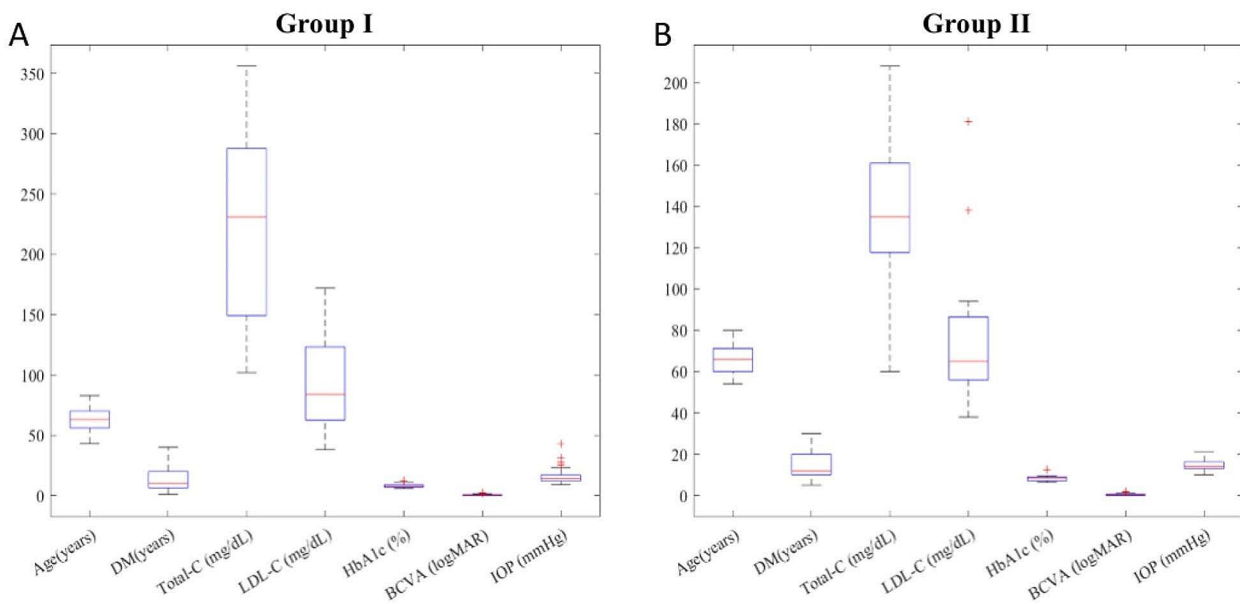 A
Group I
350
300
250
200
150
100
50
0
Age(years)
DM(years)
Total-C (mg/dL)
LDL-C (mg/dL)
HbA1c (%)
BCVA (logMAR)
IOP (mmHg)
B
Group II
200
180
160
140
120
100
80
60
40
20
0
Age(years)
DM(years)
Total-C (mg/dL)
LDL-C (mg/dL)
HbA1c (%)
BCVA (logMAR)
IOP (mmHg)